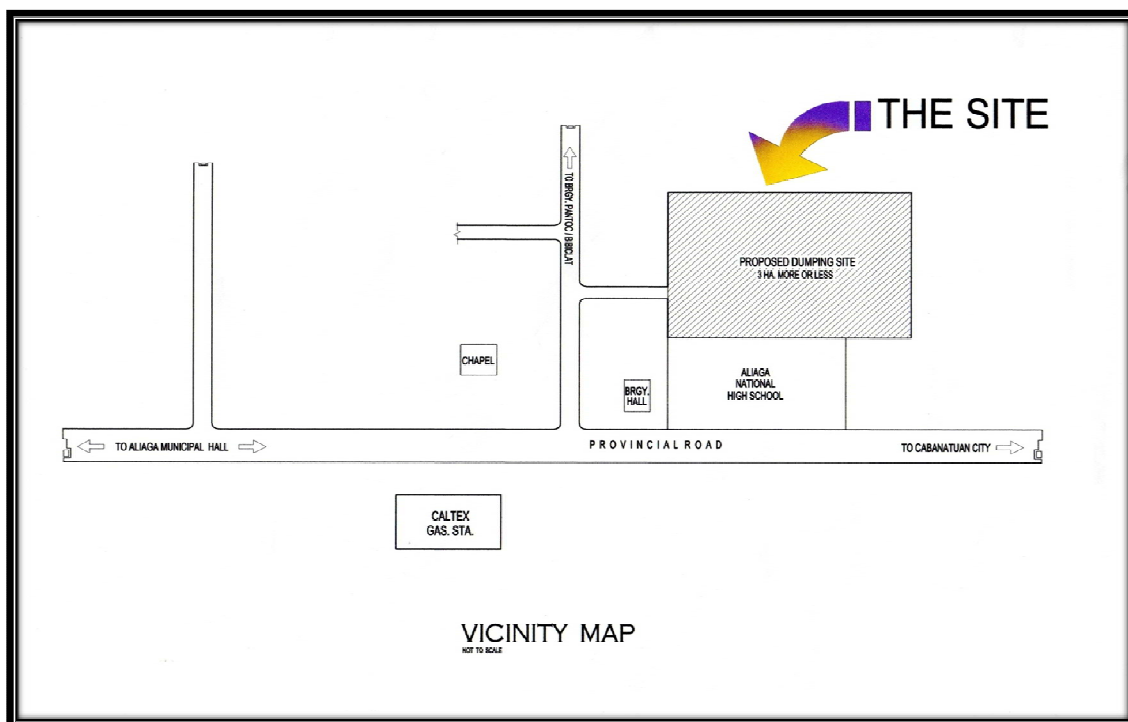 THE SITE
TO BRGY. PANTOC / BIBICLAT
PROPOSED DUMPING SITE
3 HA. MORE OR LESS
CHAPEL
BRGY.
HALL
ALIAGA
NATIONAL
HIGH SCHOOL
TO ALIAGA MUNICIPAL HALL
PROVINCIAL ROAD
TO CABANATUAN CITY
CALTEX
GAS. STA.
VICINITY MAP
NOT TO SCALE